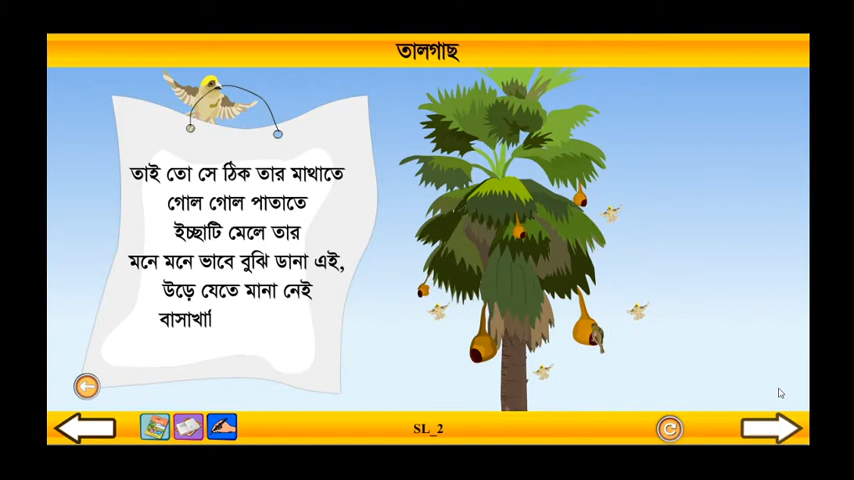 তালগাছ
তাই তো সে ঠিক তার মাথাতে
গোল গোল পাতাতে
ইচ্ছাটি মেলে তার
মনে মনে ভাবে বুঝি ডানা এই,
উড়ে যেতে মানা নেই
বাসাখাি
SL_2